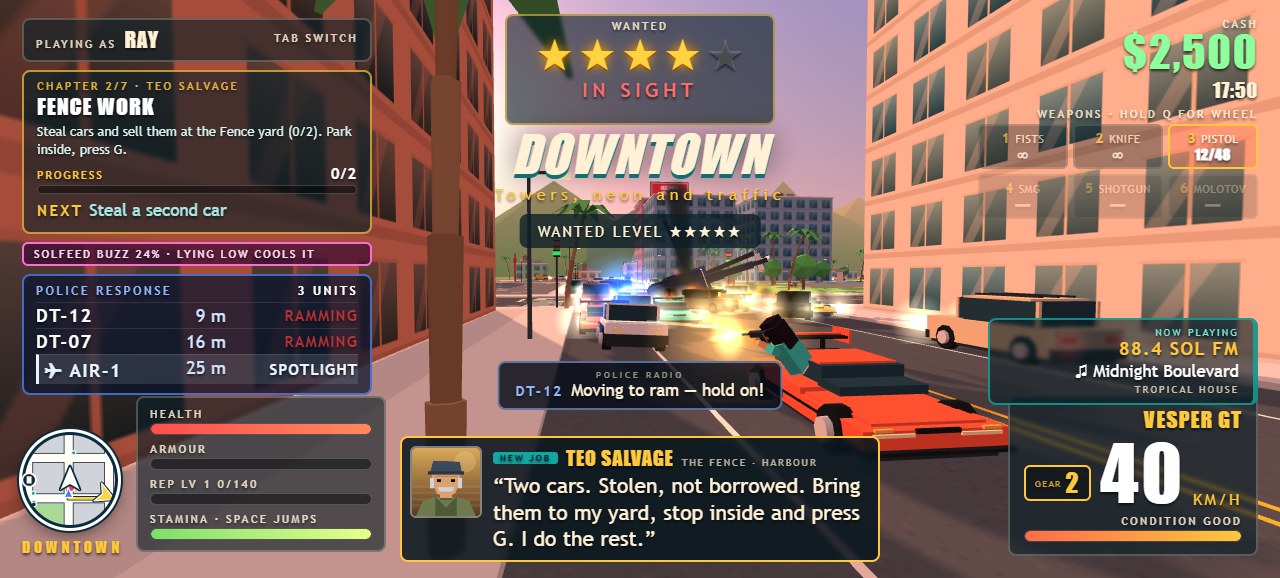 PLAYING AS RAY TAB SWITCH
CHAPTER 2/7 · TEO SALVAGE
FENCE WORK
Steal cars and sell them at the Fence yard (0/2). Park
inside, press G.
PROGRESS 0/2
NEXT Steal a second car
SOLFEED BUZZ 24% · LYING LOW COOLS IT
POLICE RESPONSE 3 UNITS
DT-12 9 m RAMMING
DT-07 16 m RAMMING
AIR-1 25 m SPOTLIGHT
HEALTH
ARMOUR
REP LV 1 0/140
STAMINA · SPACE JUMPS
DOWNTOWN
WANTED
★★★★★
IN SIGHT
DOWNTOWN
Towers, neon and traffic
WANTED LEVEL ★★★★★
POLICE RADIO
DT-12 Moving to ram — hold on!
NEW JOB TEO SALVAGE THE FENCE · HARBOUR
“Two cars. Stolen, not borrowed. Bring
them to my yard, stop inside and press
G. I do the rest.”
CASH
$2,500
17:50
WEAPONS · HOLD Q FOR WHEEL
1 FISTS ∞
2 KNIFE ∞
3 PISTOL 12/48
4 SMG —
5 SHOTGUN —
6 MOLOTOV —
NOW PLAYING
88.4 SOL FM
♫ Midnight Boulevard
TROPICAL HOUSE
VESPER GT
GEAR 2 40 KM/H
CONDITION GOOD